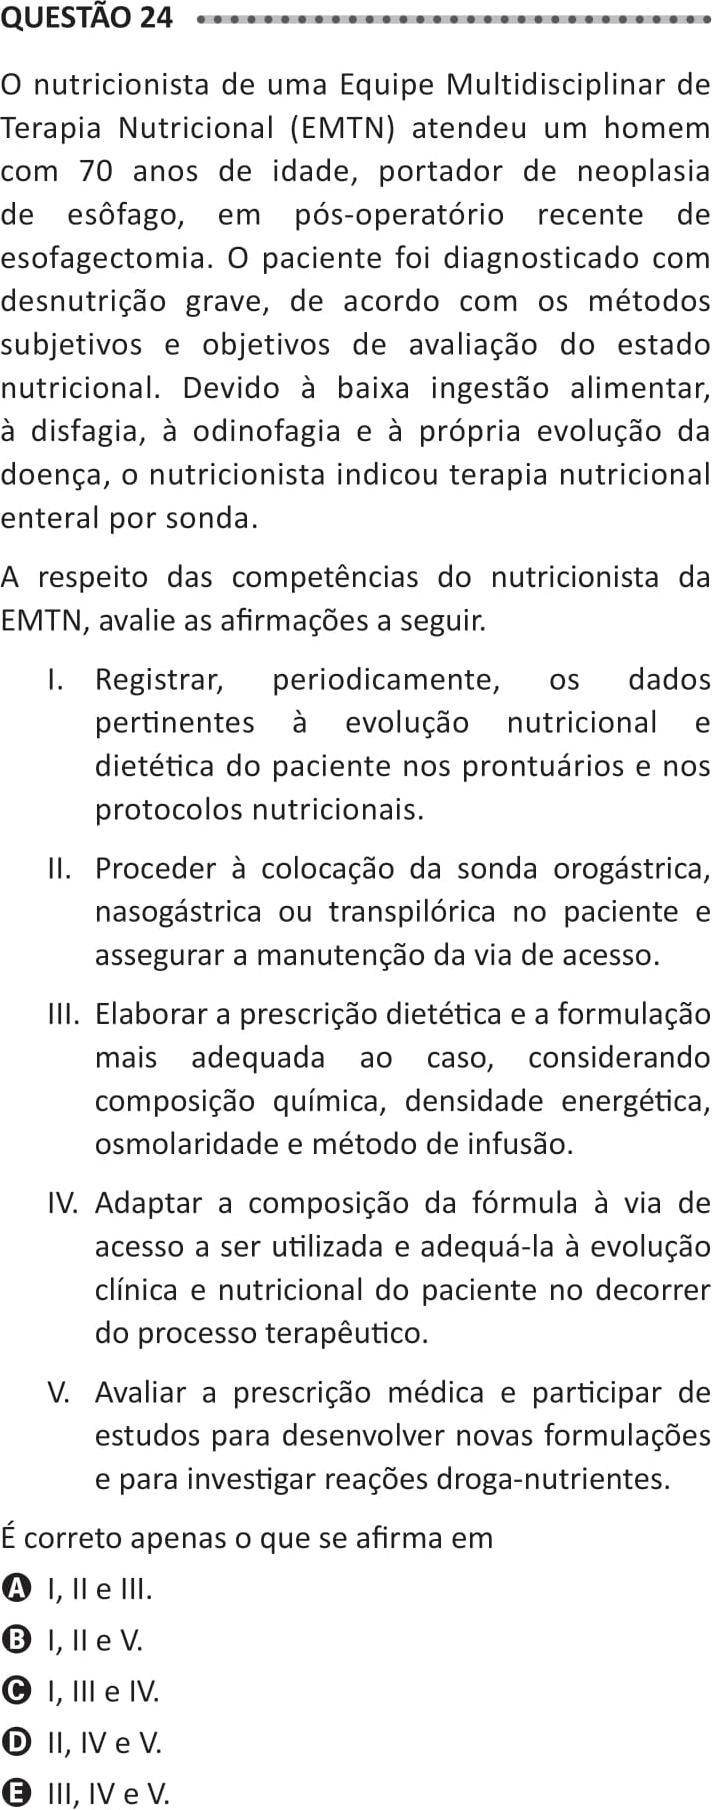 QUESTÃO 24
O nutricionista de uma Equipe Multidisciplinar de
Terapia Nutricional (EMTN) atendeu um homem
com 70 anos de idade, portador de neoplasia
de esôfago, em pós-operatório recente de
esofagectomia. O paciente foi diagnosticado com
desnutrição grave, de acordo com os métodos
subjetivos e objetivos de avaliação do estado
nutricional. Devido à baixa ingestão alimentar,
à disfagia, à odinofagia e à própria evolução da
doença, o nutricionista indicou terapia nutricional
enteral por sonda.
A respeito das competências do nutricionista da
EMTN, avalie as afirmações a seguir.
I. Registrar, periodicamente, os dados
pertinentes à evolução nutricional e
dietética do paciente nos prontuários e nos
protocolos nutricionais.
II. Proceder à colocação da sonda orogástrica,
nasogástrica ou transpilórica no paciente e
assegurar a manutenção da via de acesso.
III. Elaborar a prescrição dietética e a formulação
mais adequada ao caso, considerando
composição química, densidade energética,
osmolaridade e método de infusão.
IV. Adaptar a composição da fórmula à via de
acesso a ser utilizada e adequá-la à evolução
clínica e nutricional do paciente no decorrer
do processo terapêutico.
V. Avaliar a prescrição médica e participar de
estudos para desenvolver novas formulações
e para investigar reações droga-nutrientes.
É correto apenas o que se afirma em
A I, II e III.
B I, II e V.
C I, III e IV.
D II, IV e V.
E III, IV e V.